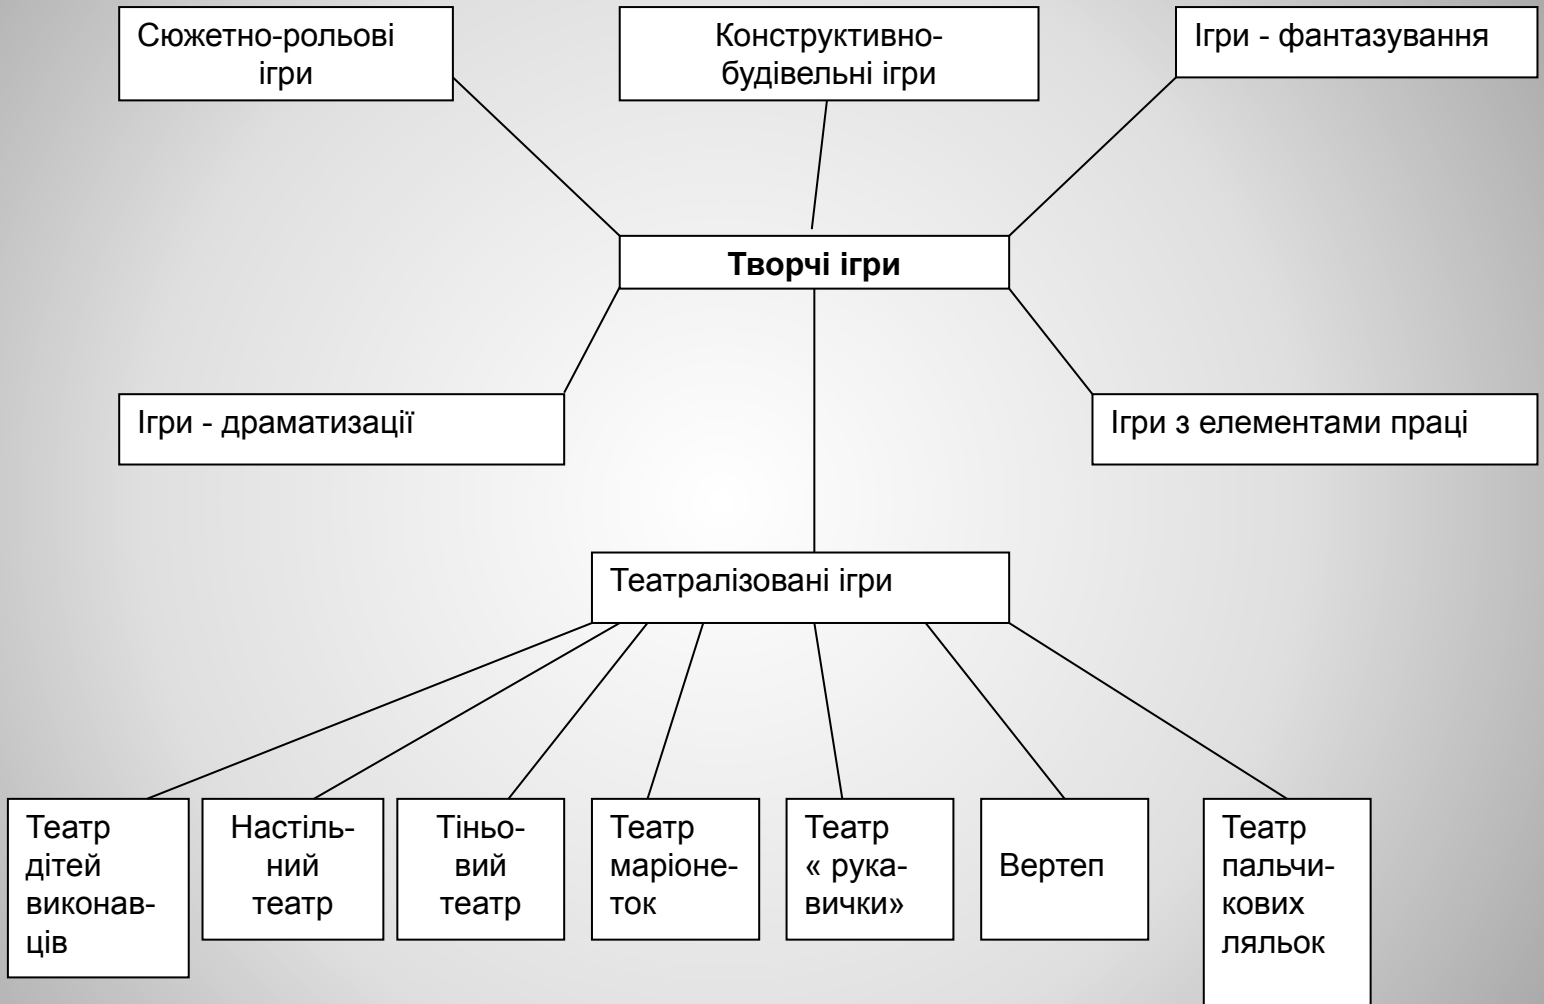 Сюжетно-рольові
ігри
Конструктивно-
будівельні ігри
Ігри - фантазування
Творчі ігри
Ігри - драматизації
Ігри з елементами праці
Театралізовані ігри
Театр
дітей
виконав-
ців
Настіль-
ний
театр
Тіньо-
вий
театр
Театр
маріоне-
ток
Театр
« рука-
вички»
Вертеп
Театр
пальчи-
кових
ляльок